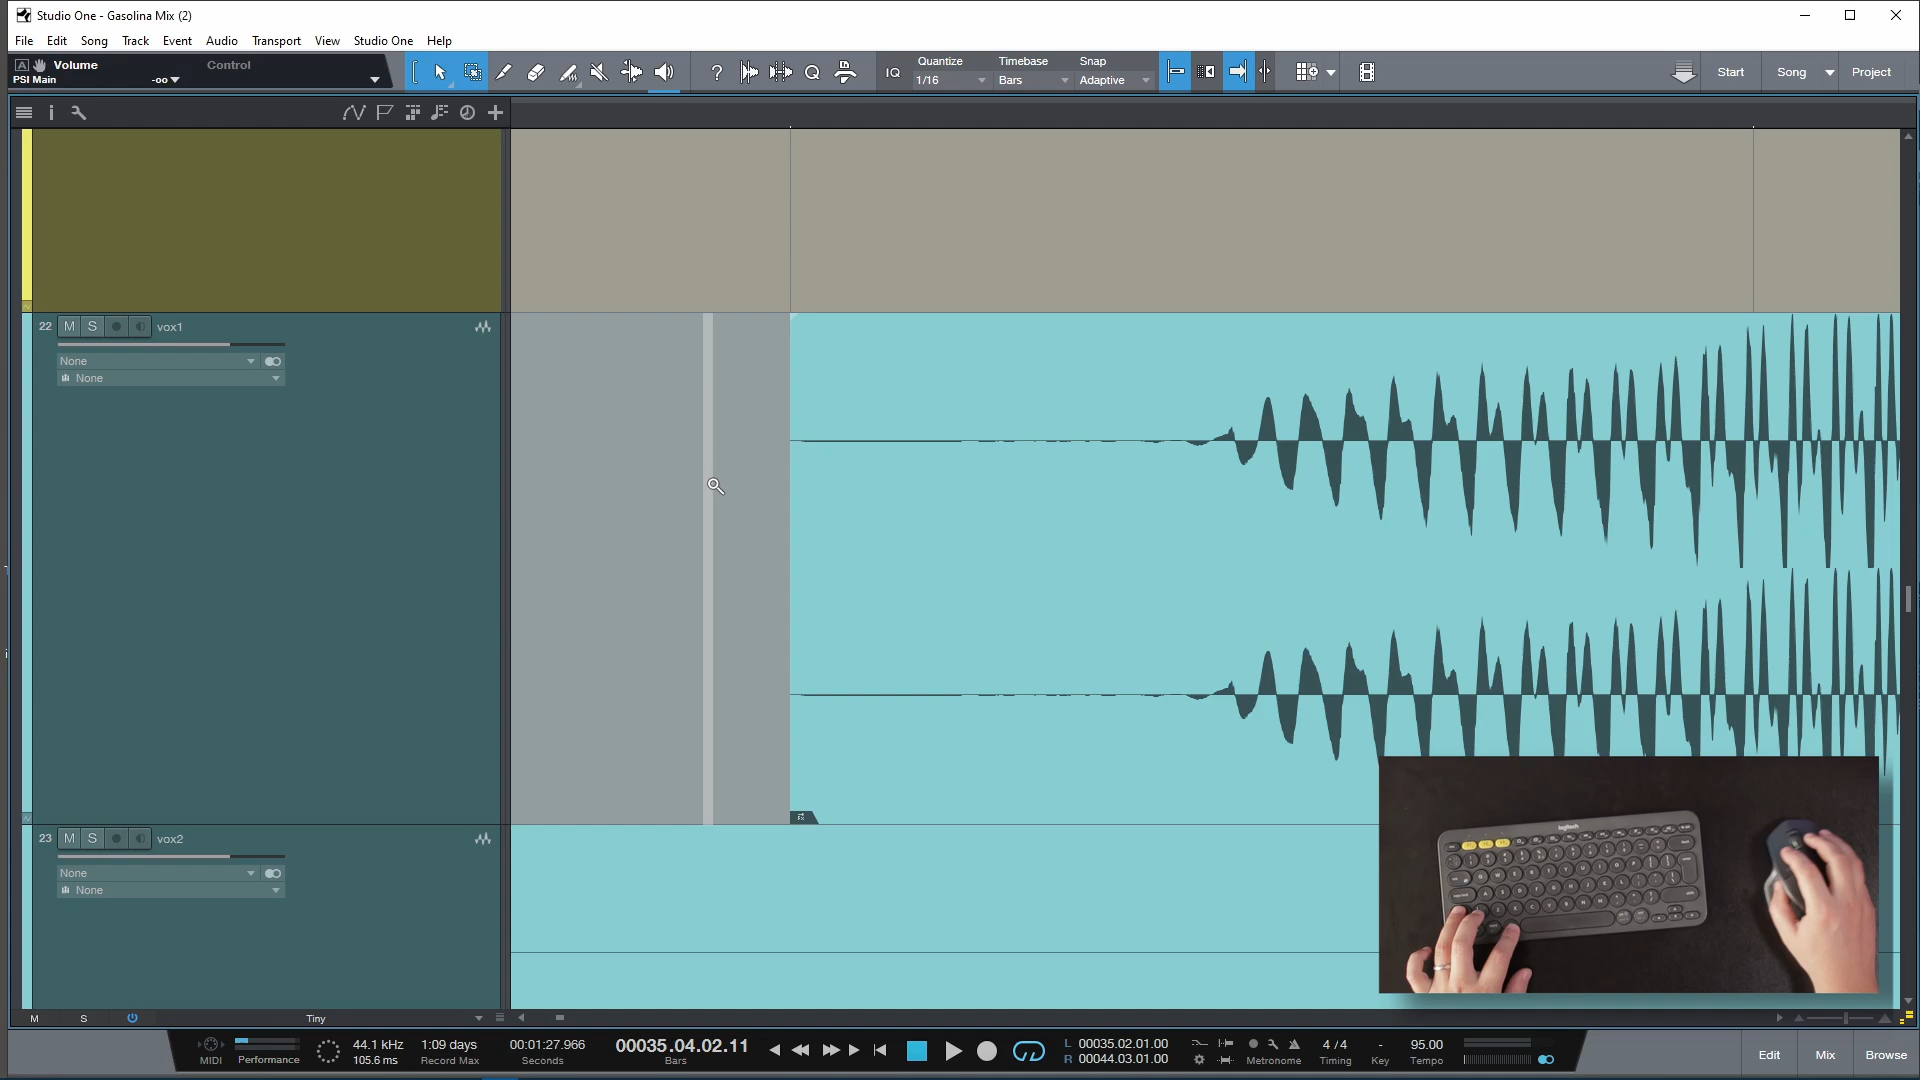 Studio One - Gasolina Mix (2)
File Edit Song Track Event Audio Transport View Studio One Help
A Volume Control
PSI Main -oo
? Q IQ
Quantize Timebase Snap
1/16 Bars Adaptive
Start Song Project
22 M S vox1
None
None
FX
23 M S vox2
None
None
M S Tiny
MIDI
Performance
44.1 kHz
105.6 ms
1:09 days
Record Max
00:01:27.966
Seconds
00035.04.02.11
Bars
L 00035.02.01.00
R 00044.03.01.00
Metronome
4 / 4
Timing
-
Key
95.00
Tempo
Edit Mix Browse
logitech